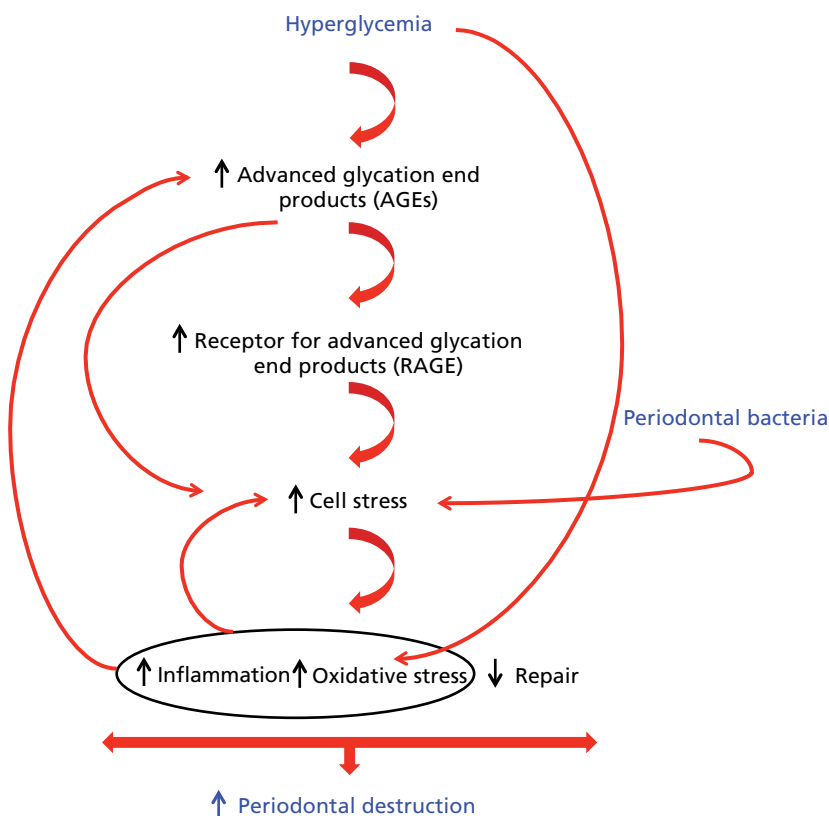 Hyperglycemia
↑ Advanced glycation end
products (AGEs)
↑ Receptor for advanced glycation
end products (RAGE)
Periodontal bacteria
↑ Cell stress
↑ Inflammation ↑ Oxidative stress ↓ Repair
↑ Periodontal destruction